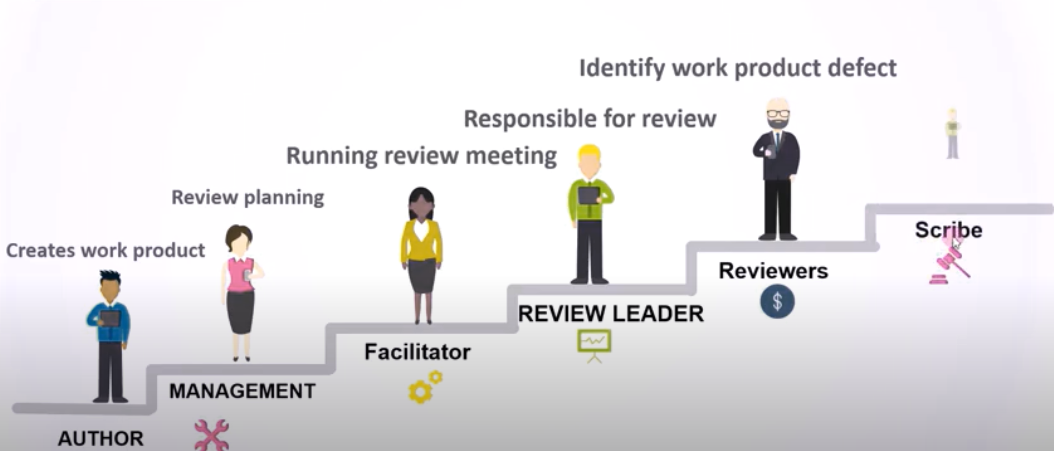 Identify work product defect
Responsible for review
Running review meeting
Review planning
Creates work product
Scribe
Reviewers
$
REVIEW LEADER
Facilitator
MANAGEMENT
AUTHOR